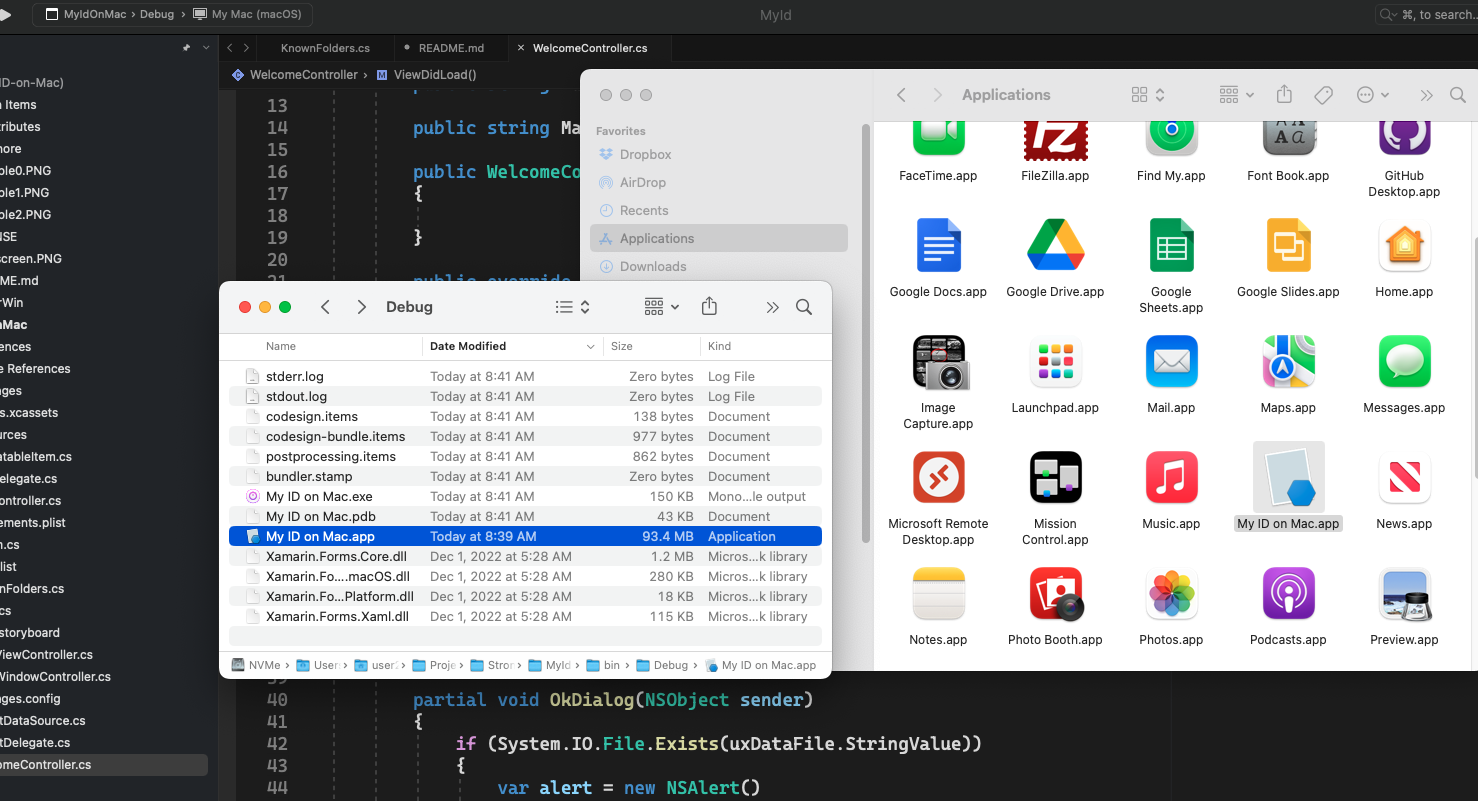 MyIdOnMac › Debug › My Mac (macOS)
MyId
⌘, to search...
KnownFolders.cs
README.md
WelcomeController.cs
WelcomeController › ViewDidLoad()
ID-on-Mac)
Items
tributes
ore
ple0.PNG
ple1.PNG
ple2.PNG
NSE
screen.PNG
ME.md
rWin
nMac
ences
e References
ges
s.xcassets
urces
atableItem.cs
elegate.cs
ontroller.cs
ements.plist
n.cs
list
nFolders.cs
cs
storyboard
ViewController.cs
WindowController.cs
ges.config
tDataSource.cs
tDelegate.cs
omeController.cs
13
14 public string Ma
15
16 public WelcomeCo
17 {
18
19 }
20
21 public override
40 partial void OkDialog(NSObject sender)
41 {
42 if (System.IO.File.Exists(uxDataFile.StringValue))
43 {
44 var alert = new NSAlert()
Applications
Favorites
Dropbox
AirDrop
Recents
Applications
Downloads
FaceTime.app
FileZilla.app
Find My.app
Font Book.app
GitHub
Desktop.app
Google Docs.app
Google Drive.app
Google
Sheets.app
Google Slides.app
Home.app
Image
Capture.app
Launchpad.app
Mail.app
Maps.app
Messages.app
Microsoft Remote
Desktop.app
Mission
Control.app
Music.app
My ID on Mac.app
News.app
Notes.app
Photo Booth.app
Photos.app
Podcasts.app
Preview.app
Debug
Name Date Modified Size Kind
stderr.log Today at 8:41 AM Zero bytes Log File
stdout.log Today at 8:41 AM Zero bytes Log File
codesign.items Today at 8:41 AM 138 bytes Document
codesign-bundle.items Today at 8:41 AM 977 bytes Document
postprocessing.items Today at 8:41 AM 862 bytes Document
bundler.stamp Today at 8:41 AM Zero bytes Document
My ID on Mac.exe Today at 8:41 AM 150 KB Mono...le output
My ID on Mac.pdb Today at 8:41 AM 43 KB Document
My ID on Mac.app Today at 8:39 AM 93.4 MB Application
Xamarin.Forms.Core.dll Dec 1, 2022 at 5:28 AM 1.2 MB Micros...k library
Xamarin.Fo....macOS.dll Dec 1, 2022 at 5:28 AM 280 KB Micros...k library
Xamarin.Fo...Platform.dll Dec 1, 2022 at 5:28 AM 18 KB Micros...k library
Xamarin.Forms.Xaml.dll Dec 1, 2022 at 5:28 AM 115 KB Micros...k library
NVMe › User › user › Proje › Stror › MyId › bin › Debug › My ID on Mac.app